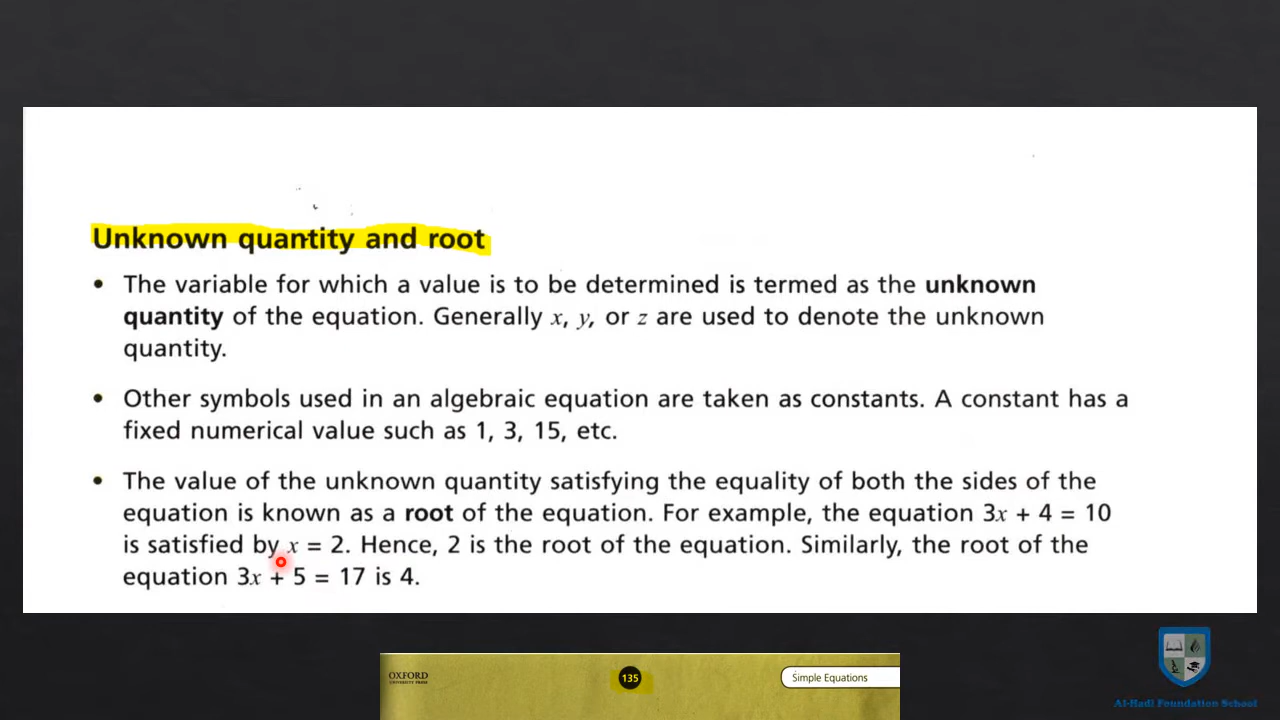 Unknown quantity and root
• The variable for which a value is to be determined is termed as the unknown
quantity of the equation. Generally x, y, or z are used to denote the unknown
quantity.
• Other symbols used in an algebraic equation are taken as constants. A constant has a
fixed numerical value such as 1, 3, 15, etc.
• The value of the unknown quantity satisfying the equality of both the sides of the
equation is known as a root of the equation. For example, the equation 3x + 4 = 10
is satisfied by x = 2. Hence, 2 is the root of the equation. Similarly, the root of the
equation 3x + 5 = 17 is 4.
OXFORD
UNIVERSITY PRESS
135
Simple Equations
Al-Hadi Foundation School